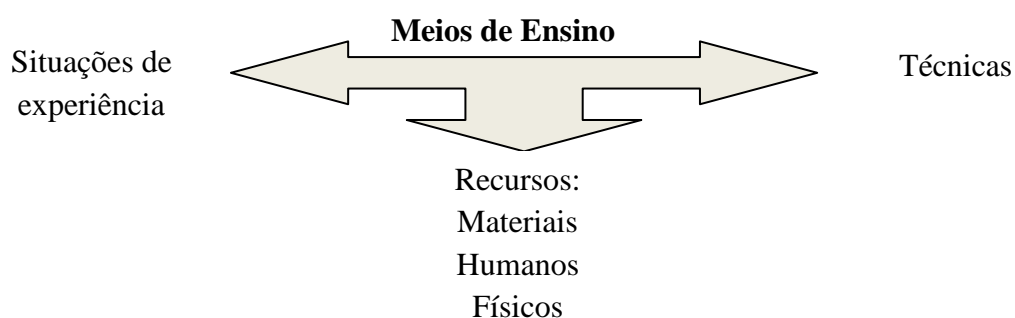 Meios de Ensino
Situações de
experiência
Técnicas
Recursos:
Materiais
Humanos
Físicos